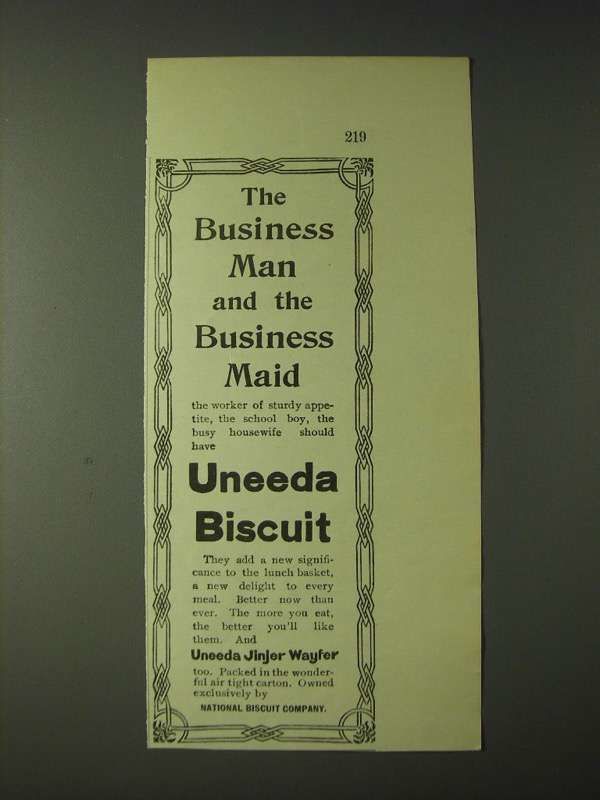 219
The
Business
Man
and the
Business
Maid
the worker of sturdy appe-
tite, the school boy, the
busy housewife should
have
Uneeda
Biscuit
They add a new signifi-
cance to the lunch basket,
a new delight to every
meal. Better now than
ever. The more you eat,
the better you'll like
them. And
Uneeda Jinjer Wayfer
too. Packed in the wonder-
ful air tight carton. Owned
exclusively by
NATIONAL BISCUIT COMPANY.